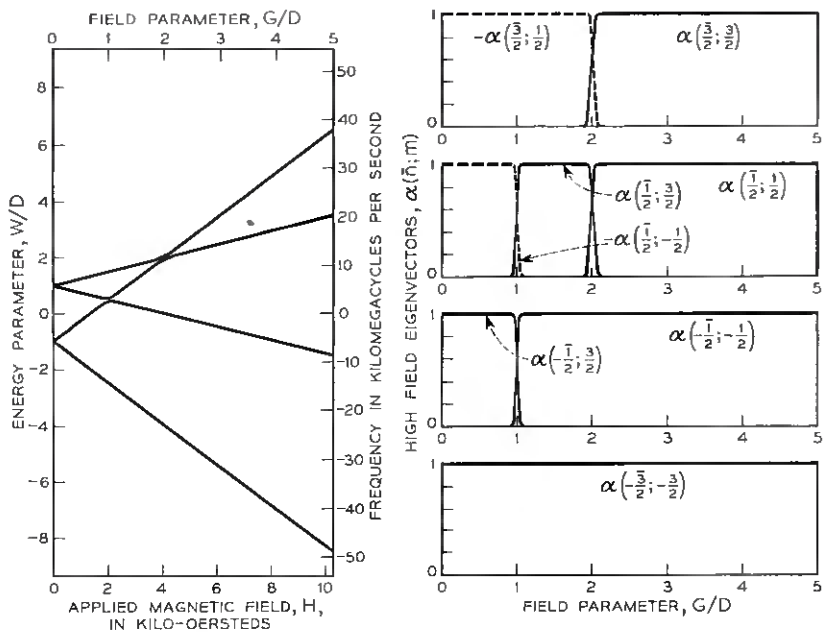 FIELD PARAMETER, G/D
0 1 2 3 4 5
ENERGY PARAMETER, W/D
8
6
4
2
0
-2
-4
-6
-8
50
40
30
20
10
0
-10
-20
-30
-40
-50
FREQUENCY IN KILOMEGACYCLES PER SECOND
0 2 4 6 8 10
APPLIED MAGNETIC FIELD, H,
IN KILO-OERSTEDS
HIGH FIELD EIGENVECTORS, α(n̄; m)
1
-α(3̄/2; 1/2)
α(3̄/2; 3/2)
0
0 1 2 3 4 5
1
α(1̄/2; 3/2)
α(1̄/2; 1/2)
α(1̄/2; -1/2)
0
0 1 2 3 4 5
1
α(-1̄/2; 3/2)
α(-1̄/2; -1/2)
0
0 1 2 3 4 5
1
α(-3̄/2; -3/2)
0
0 1 2 3 4 5
FIELD PARAMETER, G/D